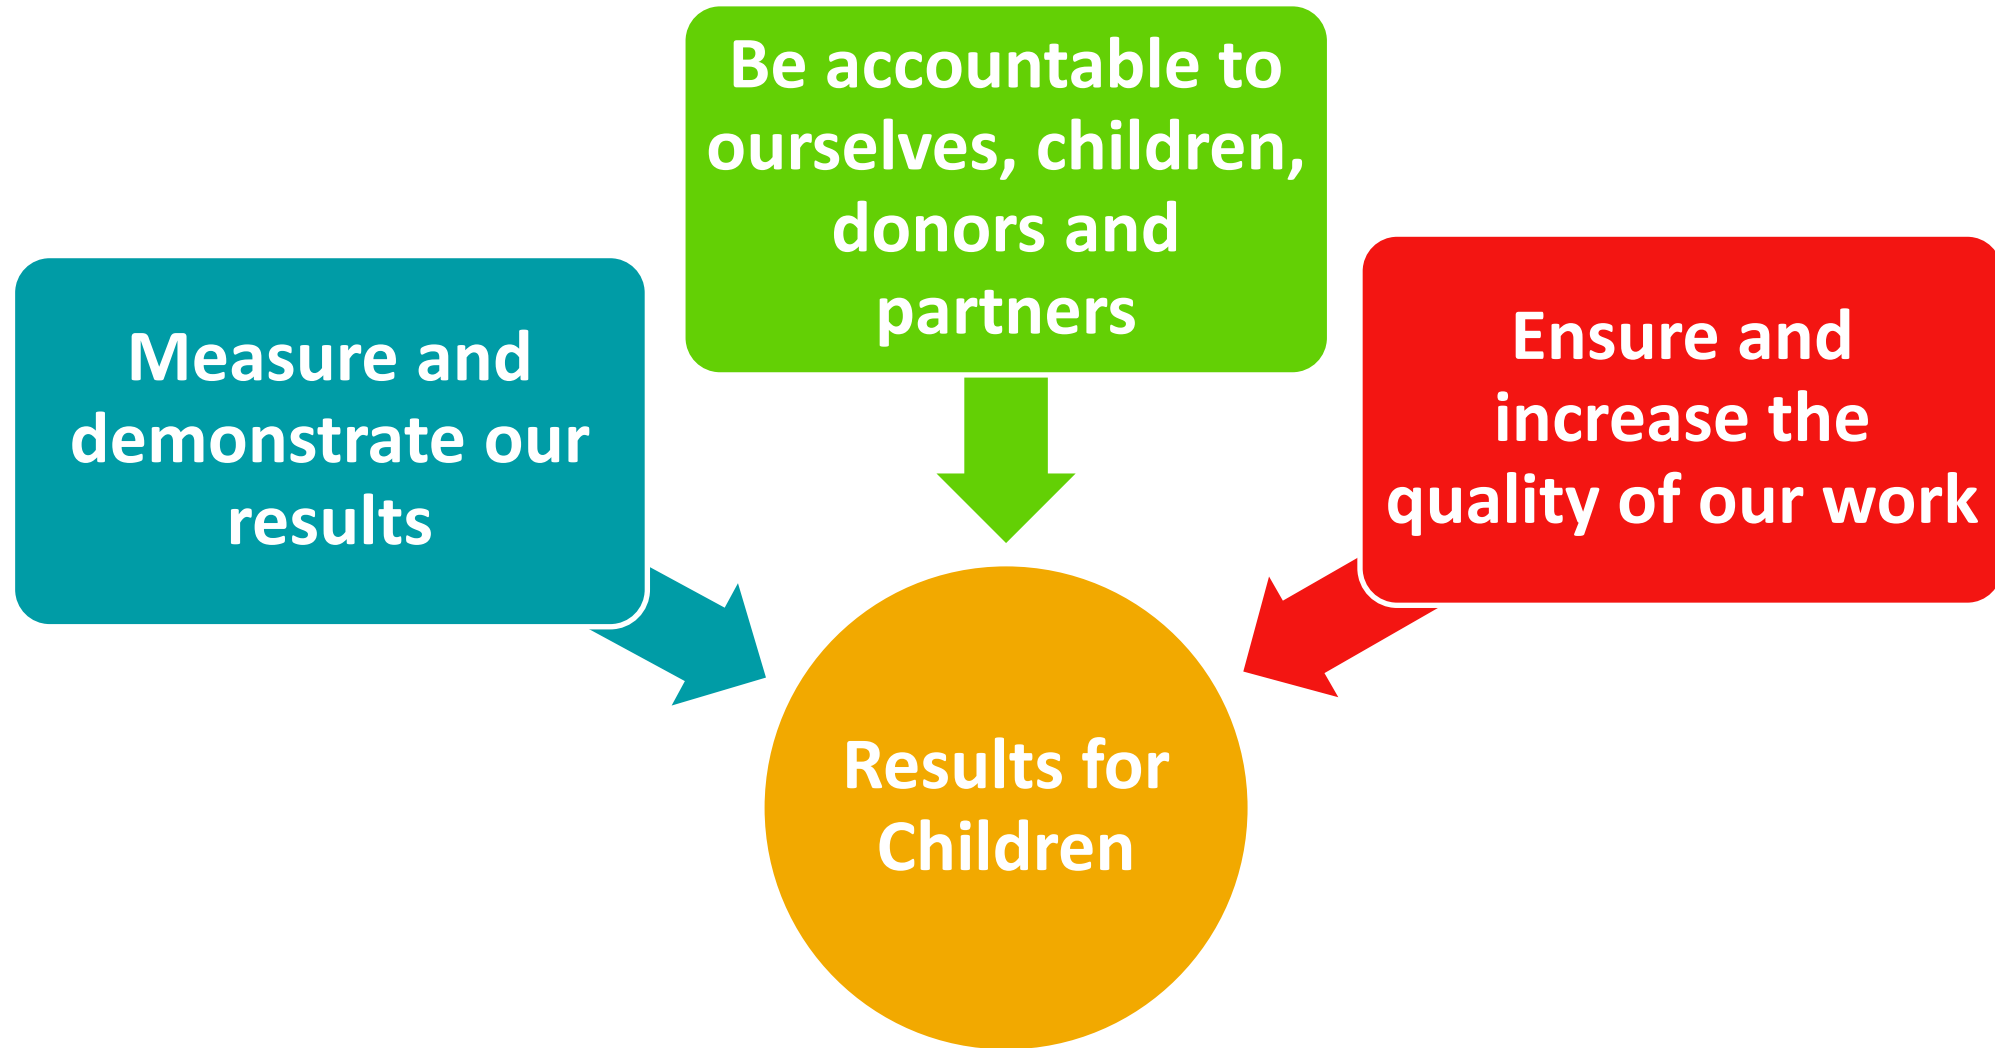 Be accountable to
ourselves, children,
donors and
partners
Measure and
demonstrate our
results
Ensure and
increase the
quality of our work
Results for
Children